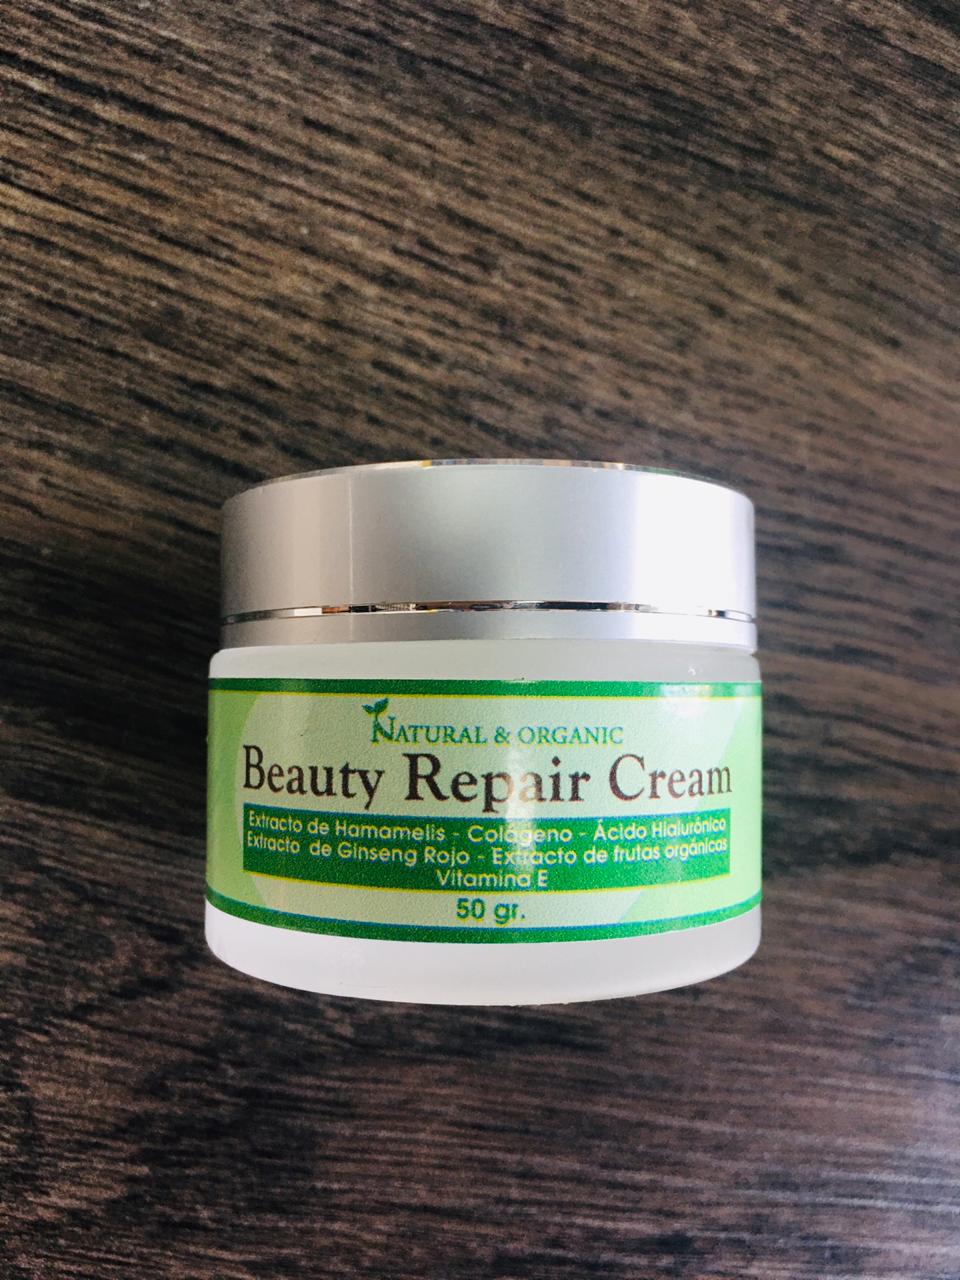 NATURAL & ORGANIC
Beauty Repair Cream
Extracto de Hamamelis - Colágeno - Ácido Hialurónico
Extracto de Ginseng Rojo - Extracto de frutas orgánicas
Vitamina E
50 gr.